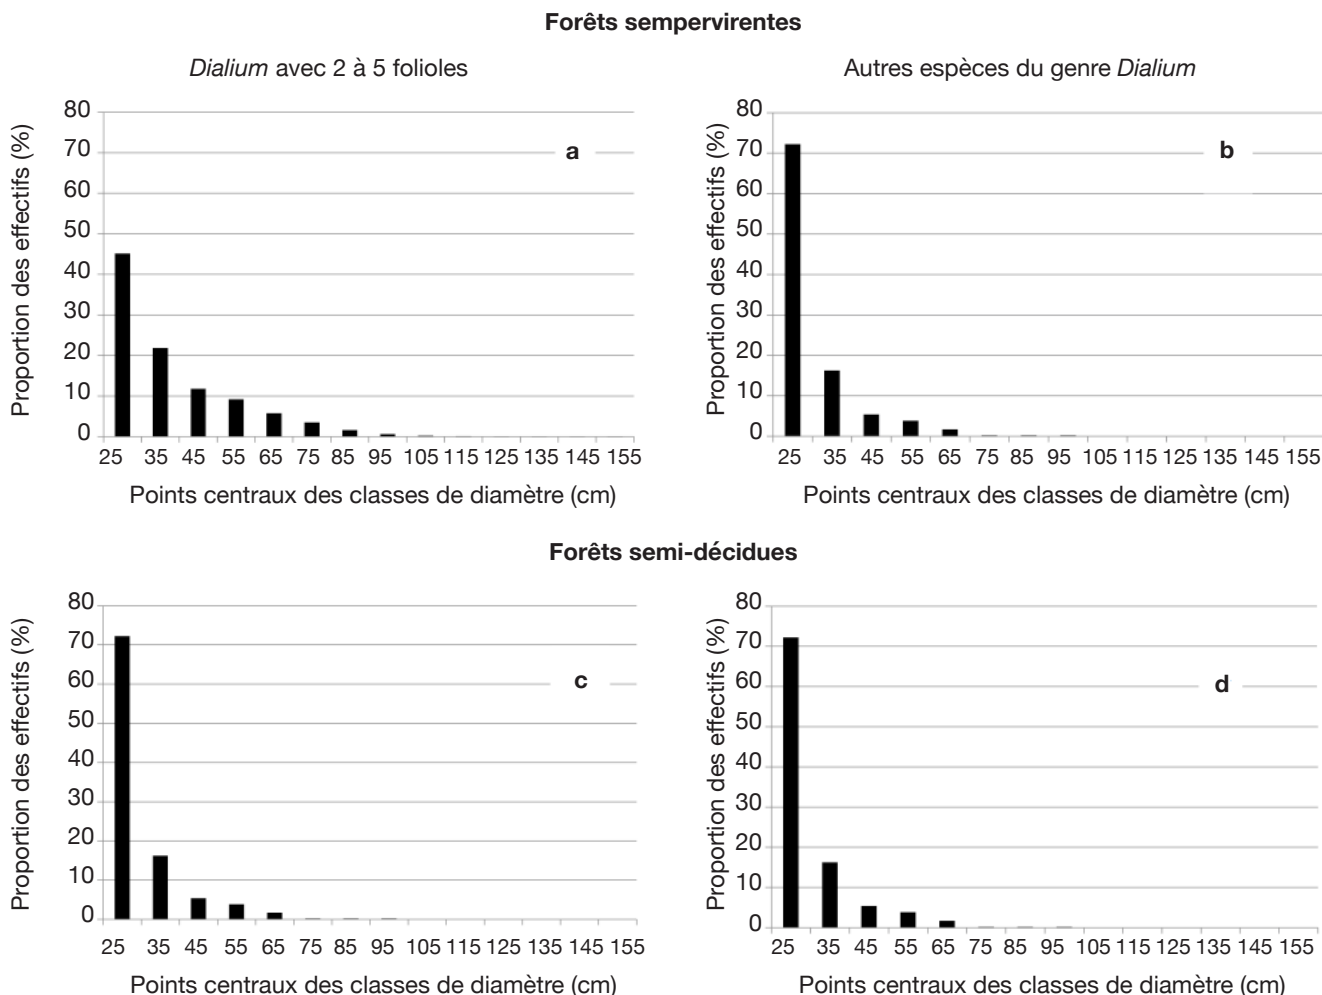 Forêts sempervirentes
Dialium avec 2 à 5 folioles
Autres espèces du genre Dialium
Proportion des effectifs (%)
80
70
60
50
40
30
20
10
0
a
25 35 45 55 65 75 85 95 105 115 125 135 145 155
Points centraux des classes de diamètre (cm)
Proportion des effectifs (%)
80
70
60
50
40
30
20
10
0
b
25 35 45 55 65 75 85 95 105 115 125 135 145 155
Points centraux des classes de diamètre (cm)
Forêts semi-décidues
Proportion des effectifs (%)
80
70
60
50
40
30
20
10
0
c
25 35 45 55 65 75 85 95 105 115 125 135 145 155
Points centraux des classes de diamètre (cm)
Proportion des effectifs (%)
80
70
60
50
40
30
20
10
0
d
25 35 45 55 65 75 85 95 105 115 125 135 145 155
Points centraux des classes de diamètre (cm)